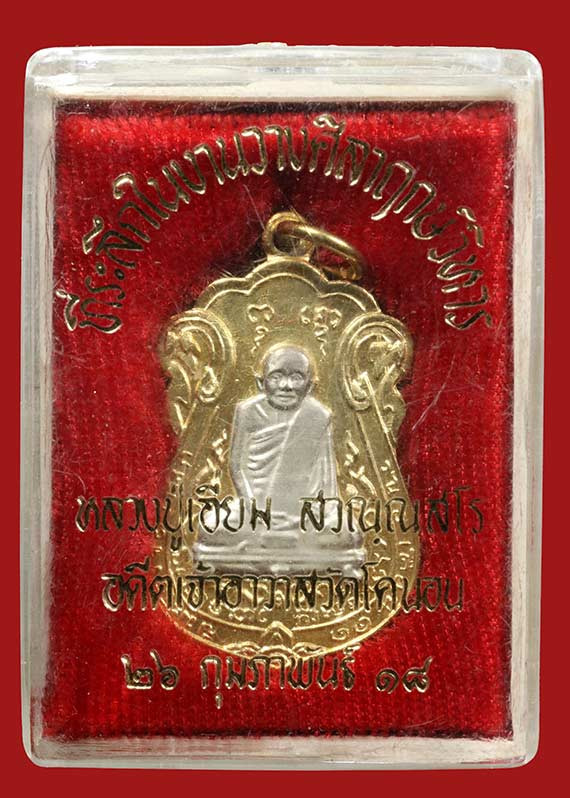 ที่ระลึกในงานวางศิลาฤกษ์วิหาร
หลวงปู่เอี่ยม สุวณฺณสโร
อดีตเจ้าอาวาสวัดโคนอน
๒๖ กุมภาพันธ์ ๑๘